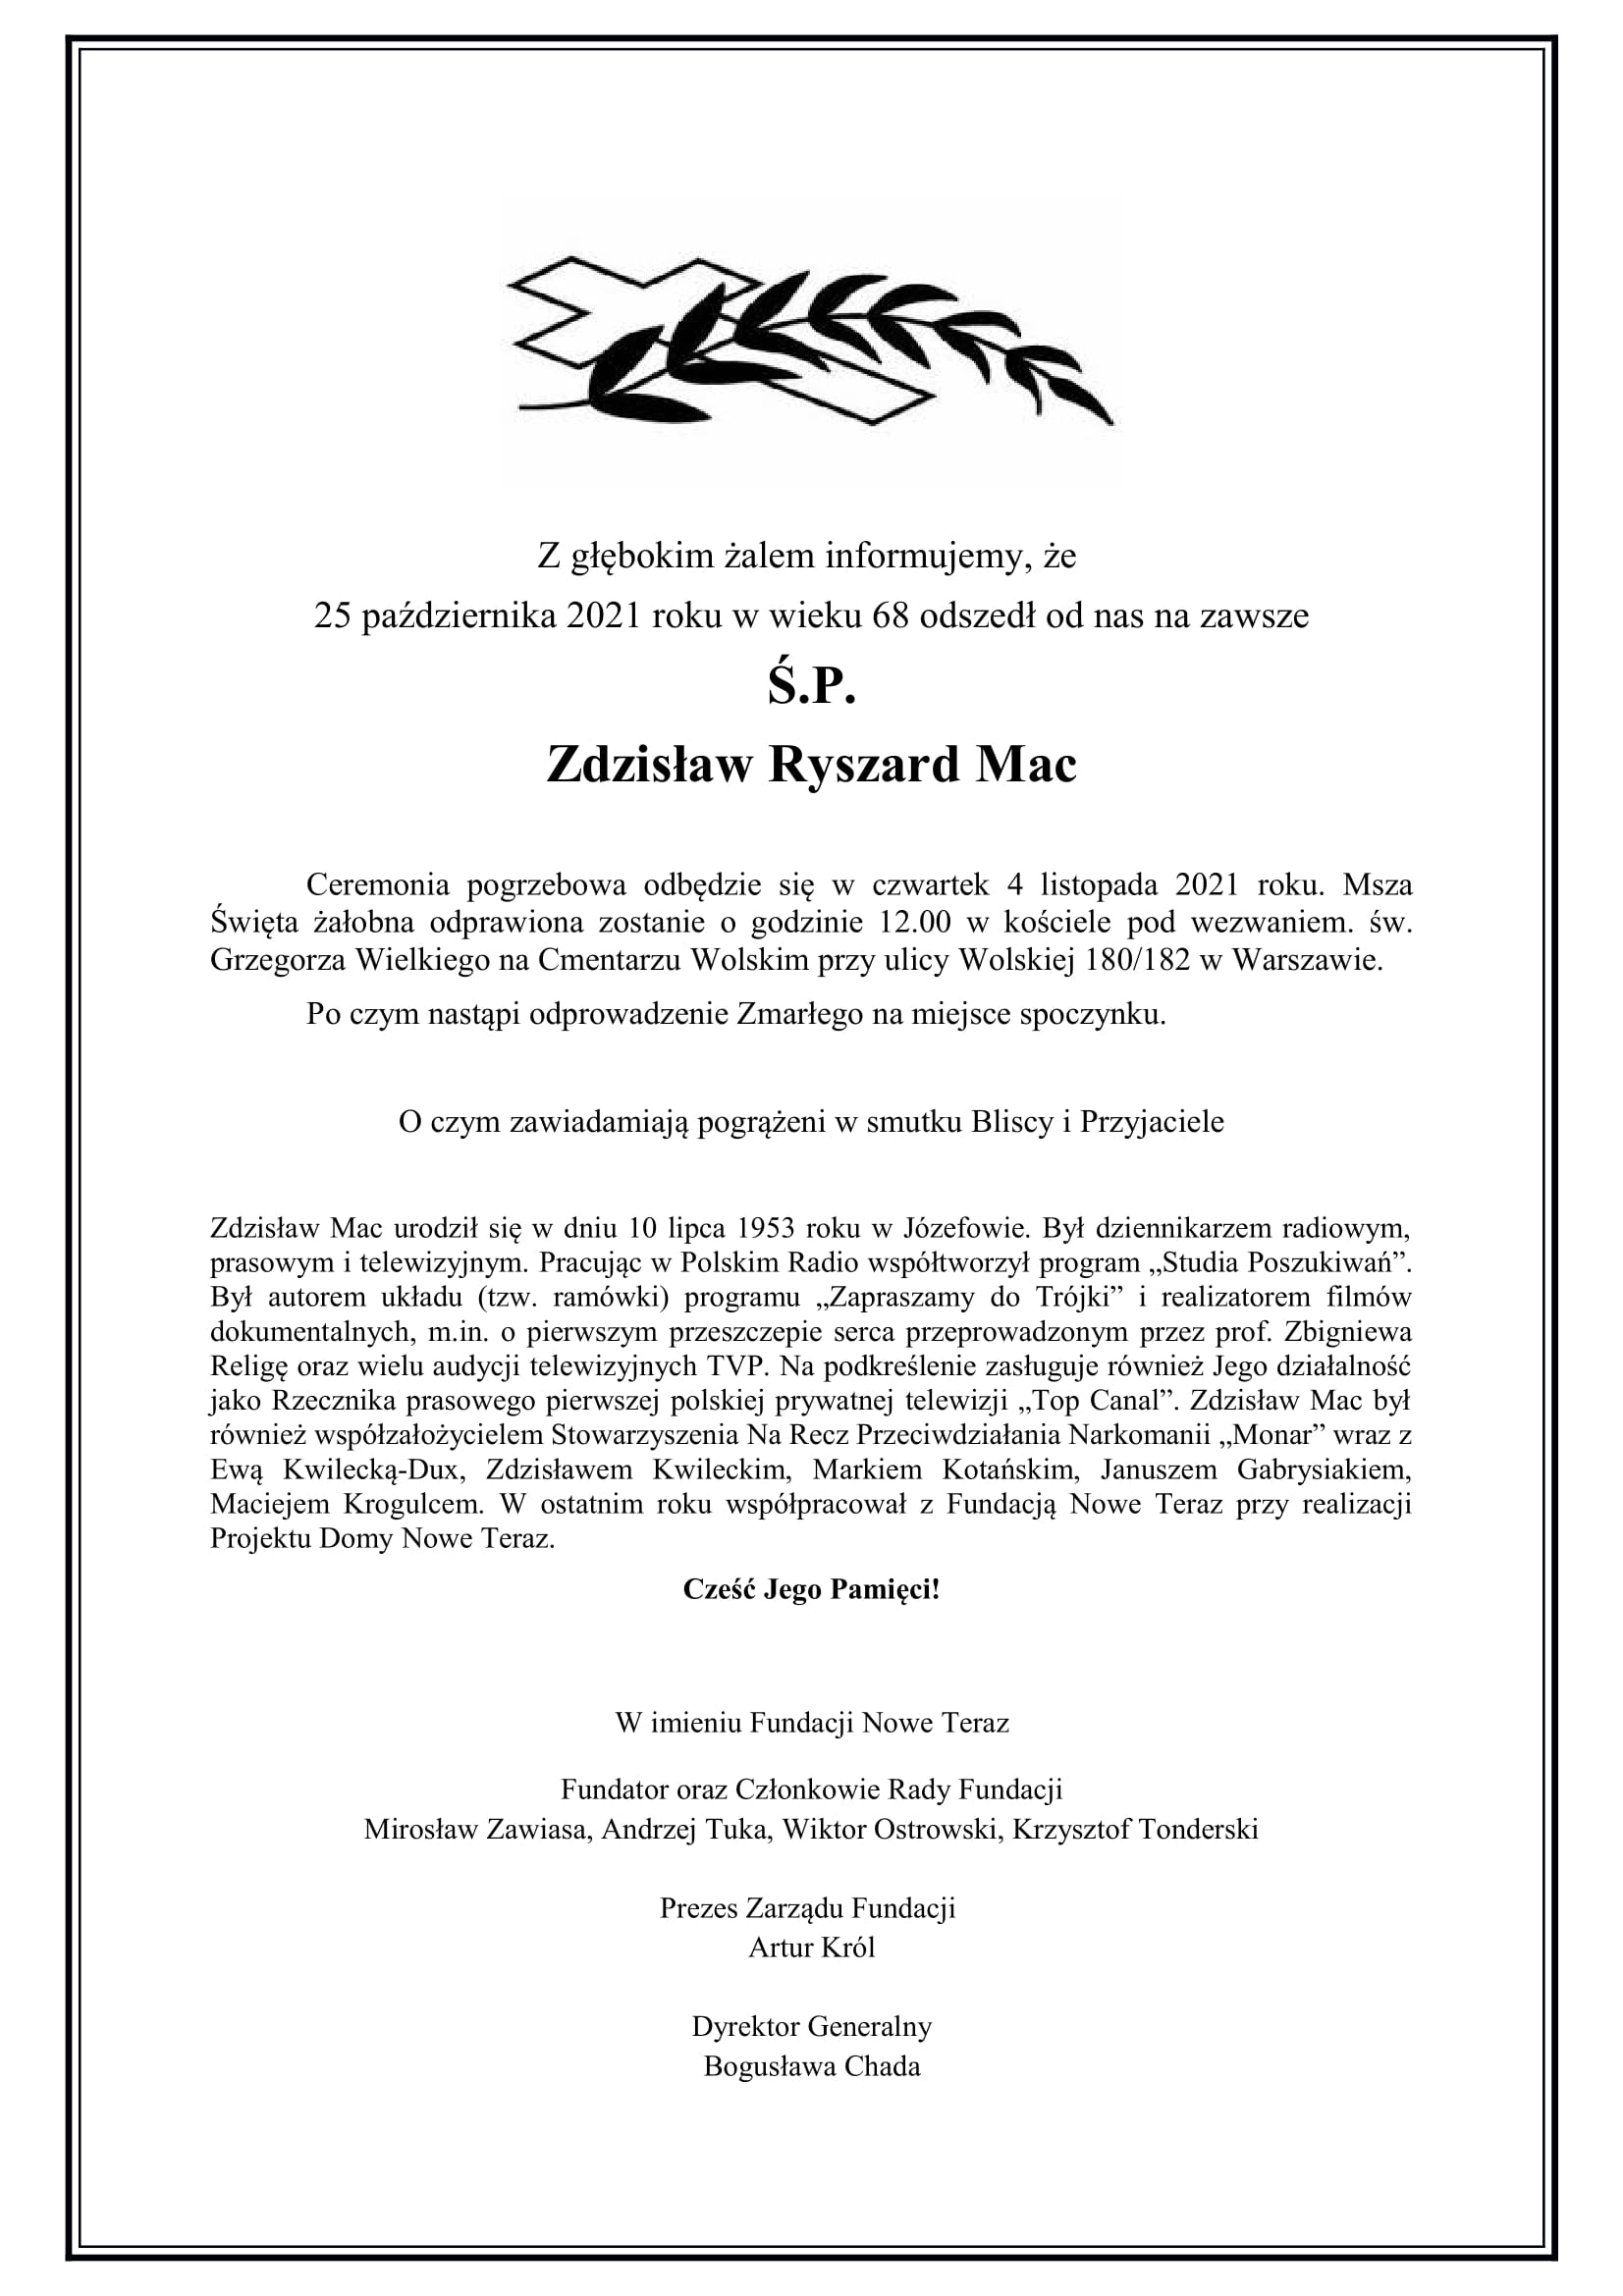 Z głębokim żalem informujemy, że
25 października 2021 roku w wieku 68 odszedł od nas na zawsze
Ś.P.
Zdzisław Ryszard Mac
Ceremonia pogrzebowa odbędzie się w czwartek 4 listopada 2021 roku. Msza
Święta żałobna odprawiona zostanie o godzinie 12.00 w kościele pod wezwaniem. św.
Grzegorza Wielkiego na Cmentarzu Wolskim przy ulicy Wolskiej 180/182 w Warszawie.
Po czym nastąpi odprowadzenie Zmarłego na miejsce spoczynku.
O czym zawiadamiają pogrążeni w smutku Bliscy i Przyjaciele
Zdzisław Mac urodził się w dniu 10 lipca 1953 roku w Józefowie. Był dziennikarzem radiowym,
prasowym i telewizyjnym. Pracując w Polskim Radio współtworzył program „Studia Poszukiwań”.
Był autorem układu (tzw. ramówki) programu „Zapraszamy do Trójki” i realizatorem filmów
dokumentalnych, m.in. o pierwszym przeszczepie serca przeprowadzonym przez prof. Zbigniewa
Religę oraz wielu audycji telewizyjnych TVP. Na podkreślenie zasługuje również Jego działalność
jako Rzecznika prasowego pierwszej polskiej prywatnej telewizji „Top Canal”. Zdzisław Mac był
również współzałożycielem Stowarzyszenia Na Recz Przeciwdziałania Narkomanii „Monar” wraz z
Ewą Kwilecką-Dux, Zdzisławem Kwileckim, Markiem Kotańskim, Januszem Gabrysiakiem,
Maciejem Krogulcem. W ostatnim roku współpracował z Fundacją Nowe Teraz przy realizacji
Projektu Domy Nowe Teraz.
Cześć Jego Pamięci!
W imieniu Fundacji Nowe Teraz
Fundator oraz Członkowie Rady Fundacji
Mirosław Zawiasa, Andrzej Tuka, Wiktor Ostrowski, Krzysztof Tonderski
Prezes Zarządu Fundacji
Artur Król
Dyrektor Generalny
Bogusława Chada